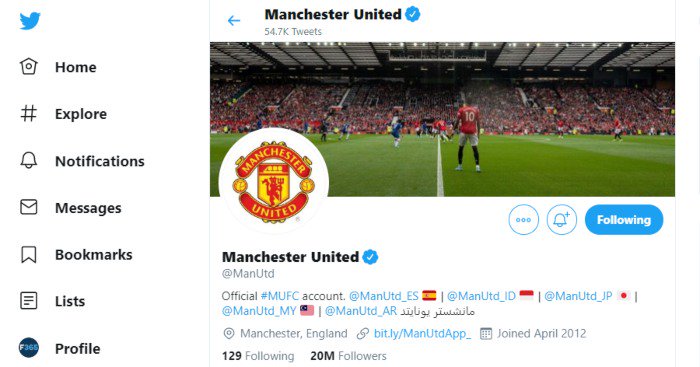 Manchester United
54.7K Tweets
Home
Explore
Notifications
Messages
Bookmarks
Lists
F365
Profile
10
MANCHESTER
UNITED
Following
Manchester United
@ManUtd
Official #MUFC account. @ManUtd_ES | @ManUtd_ID | @ManUtd_JP |
@ManUtd_MY | @ManUtd_AR مانشستر يونايتد
Manchester, England bit.ly/ManUtdApp_ Joined April 2012
129 Following 20M Followers